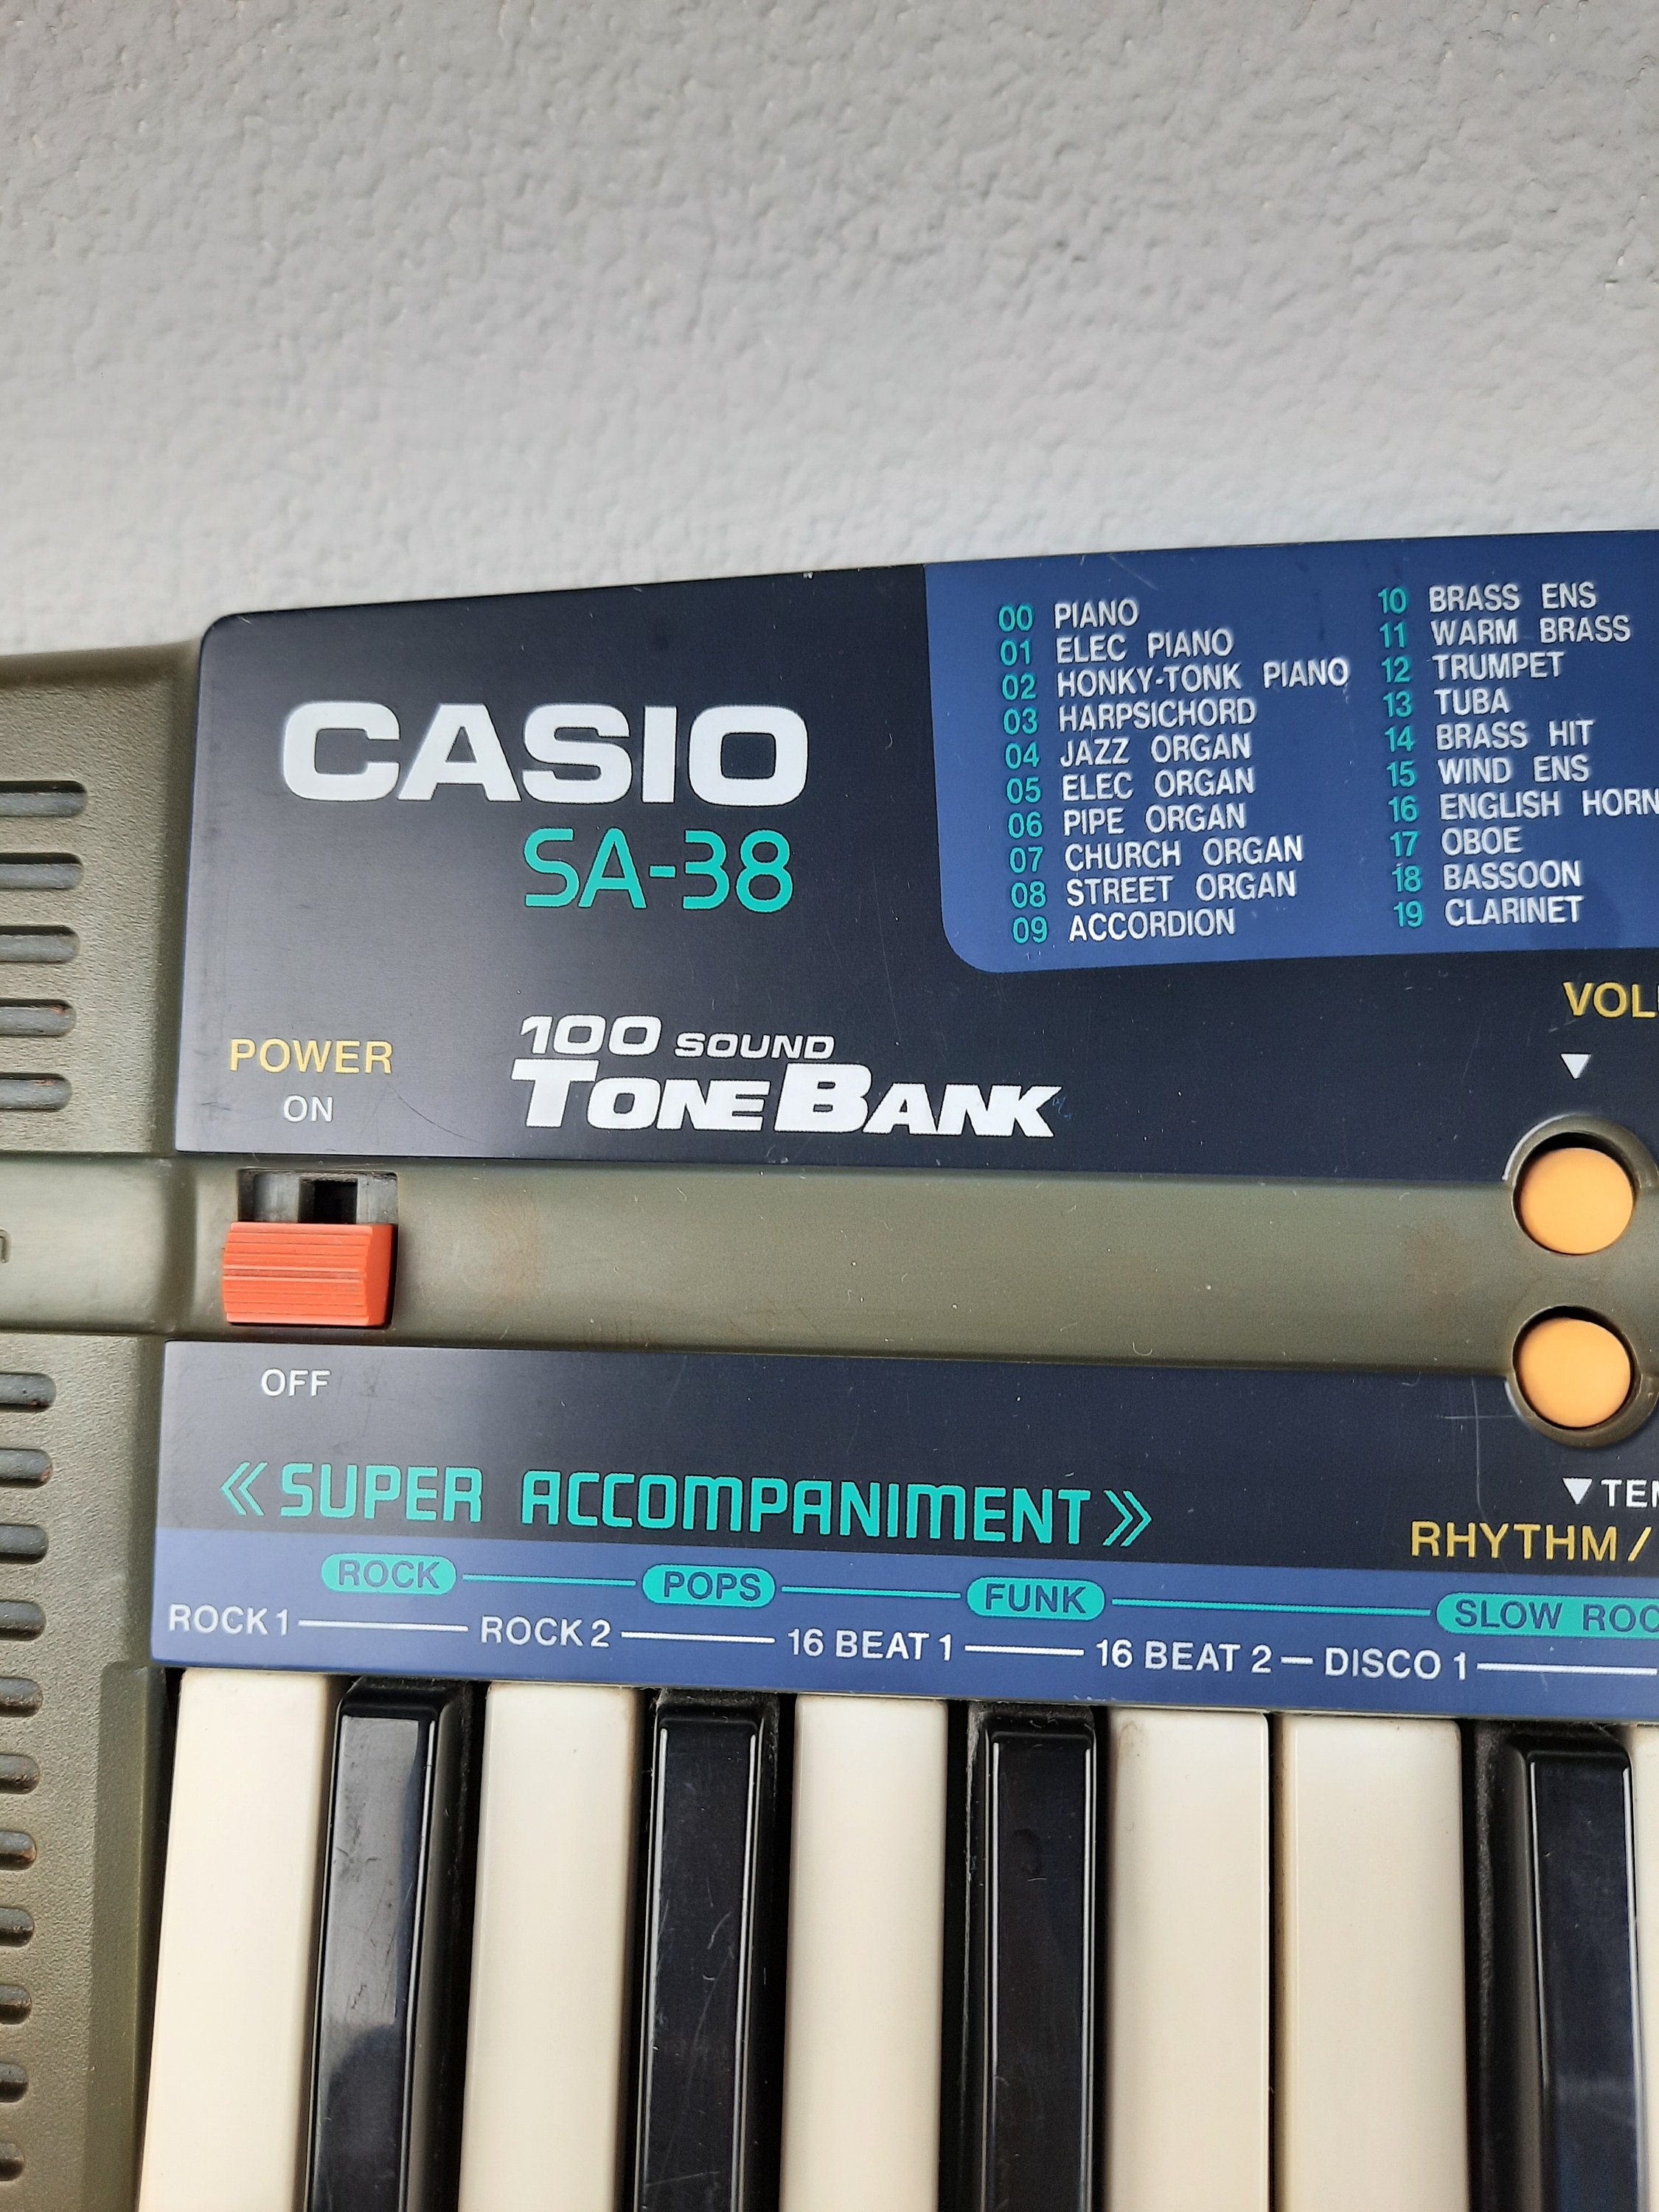 CASIO
SA-38
00 PIANO
01 ELEC PIANO
02 HONKY-TONK PIANO
03 HARPSICHORD
04 JAZZ ORGAN
05 ELEC ORGAN
06 PIPE ORGAN
07 CHURCH ORGAN
08 STREET ORGAN
09 ACCORDION
10 BRASS ENS
11 WARM BRASS
12 TRUMPET
13 TUBA
14 BRASS HIT
15 WIND ENS
16 ENGLISH HORN
17 OBOE
18 BASSOON
19 CLARINET
POWER
ON
100 SOUND
TONEBANK
OFF
《SUPER ACCOMPANIMENT》
▼TEM
RHYTHM/
ROCK POPS FUNK SLOW ROC
ROCK 1 ROCK 2 16 BEAT 1 16 BEAT 2 DISCO 1